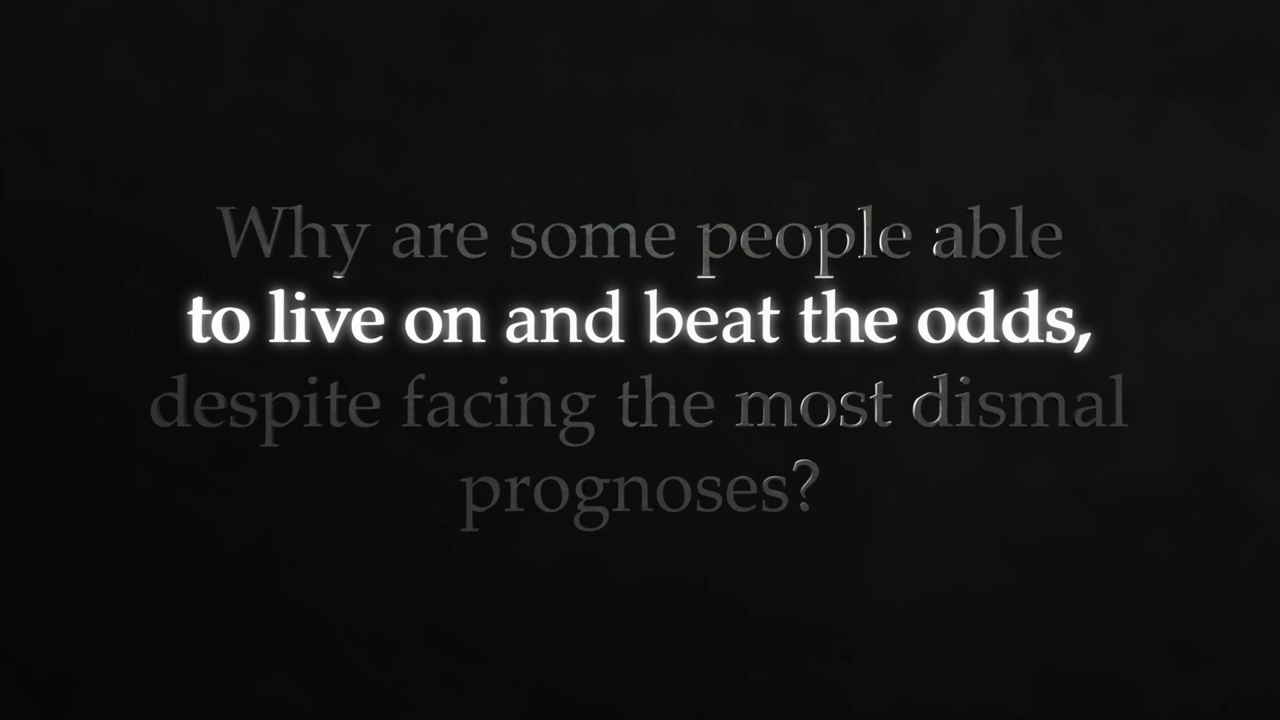 Why are some people able
to live on and beat the odds,
despite facing the most dismal
prognoses?